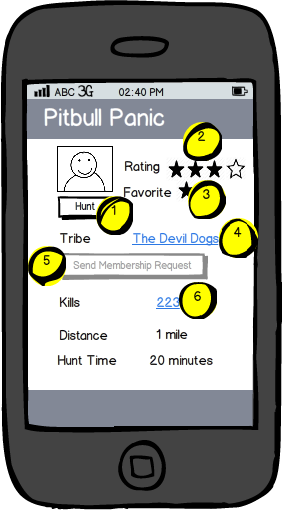 ABC 3G 02:40 PM
Pitbull Panic
2
Rating
Favorite 3
Hunt 1
Tribe The Devil Dogs 4
5 Send Membership Request
Kills 223 6
Distance 1 mile
Hunt Time 20 minutes